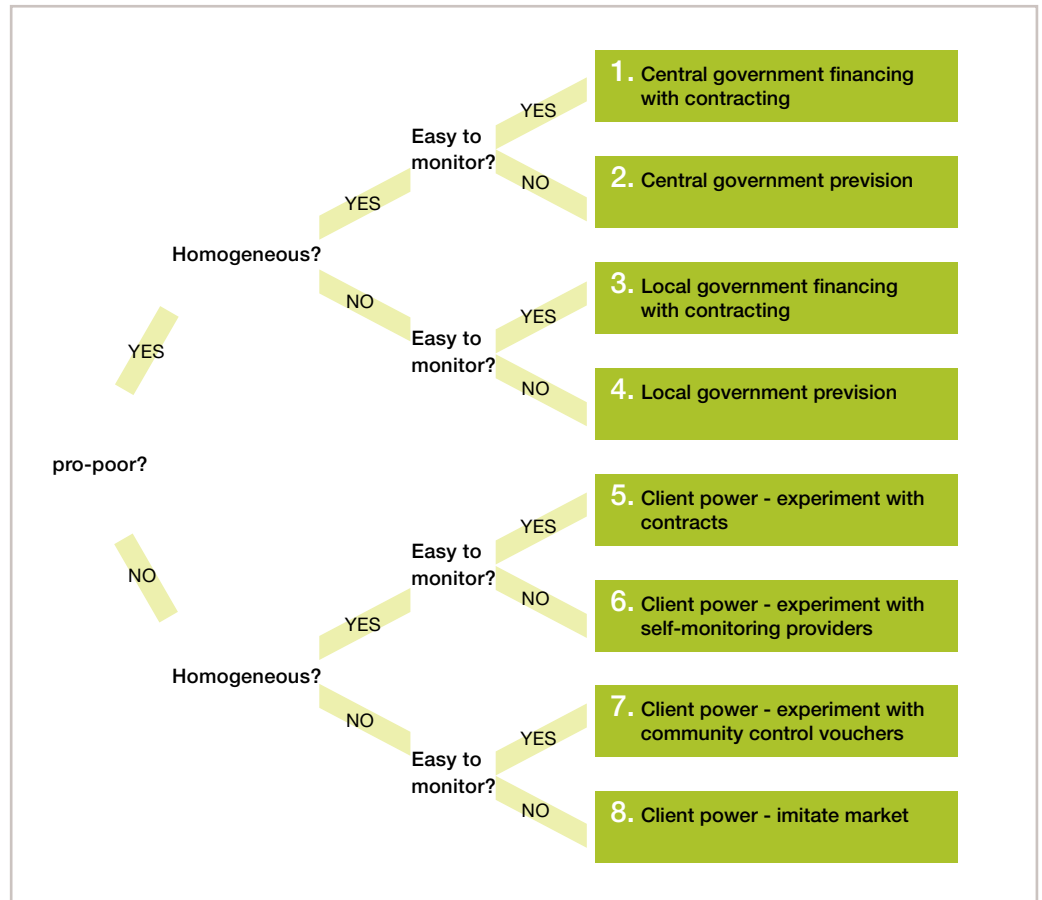 1. Central government financing
with contracting
YES
Easy to
monitor?
NO
2. Central government prevision
YES
Homogeneous?
NO
3. Local government financing
with contracting
YES
Easy to
monitor?
NO
4. Local government prevision
YES
pro-poor?
NO
5. Client power - experiment with
contracts
YES
Easy to
monitor?
NO
6. Client power - experiment with
self-monitoring providers
YES
Homogeneous?
NO
7. Client power - experiment with
community control vouchers
YES
Easy to
monitor?
NO
8. Client power - imitate market